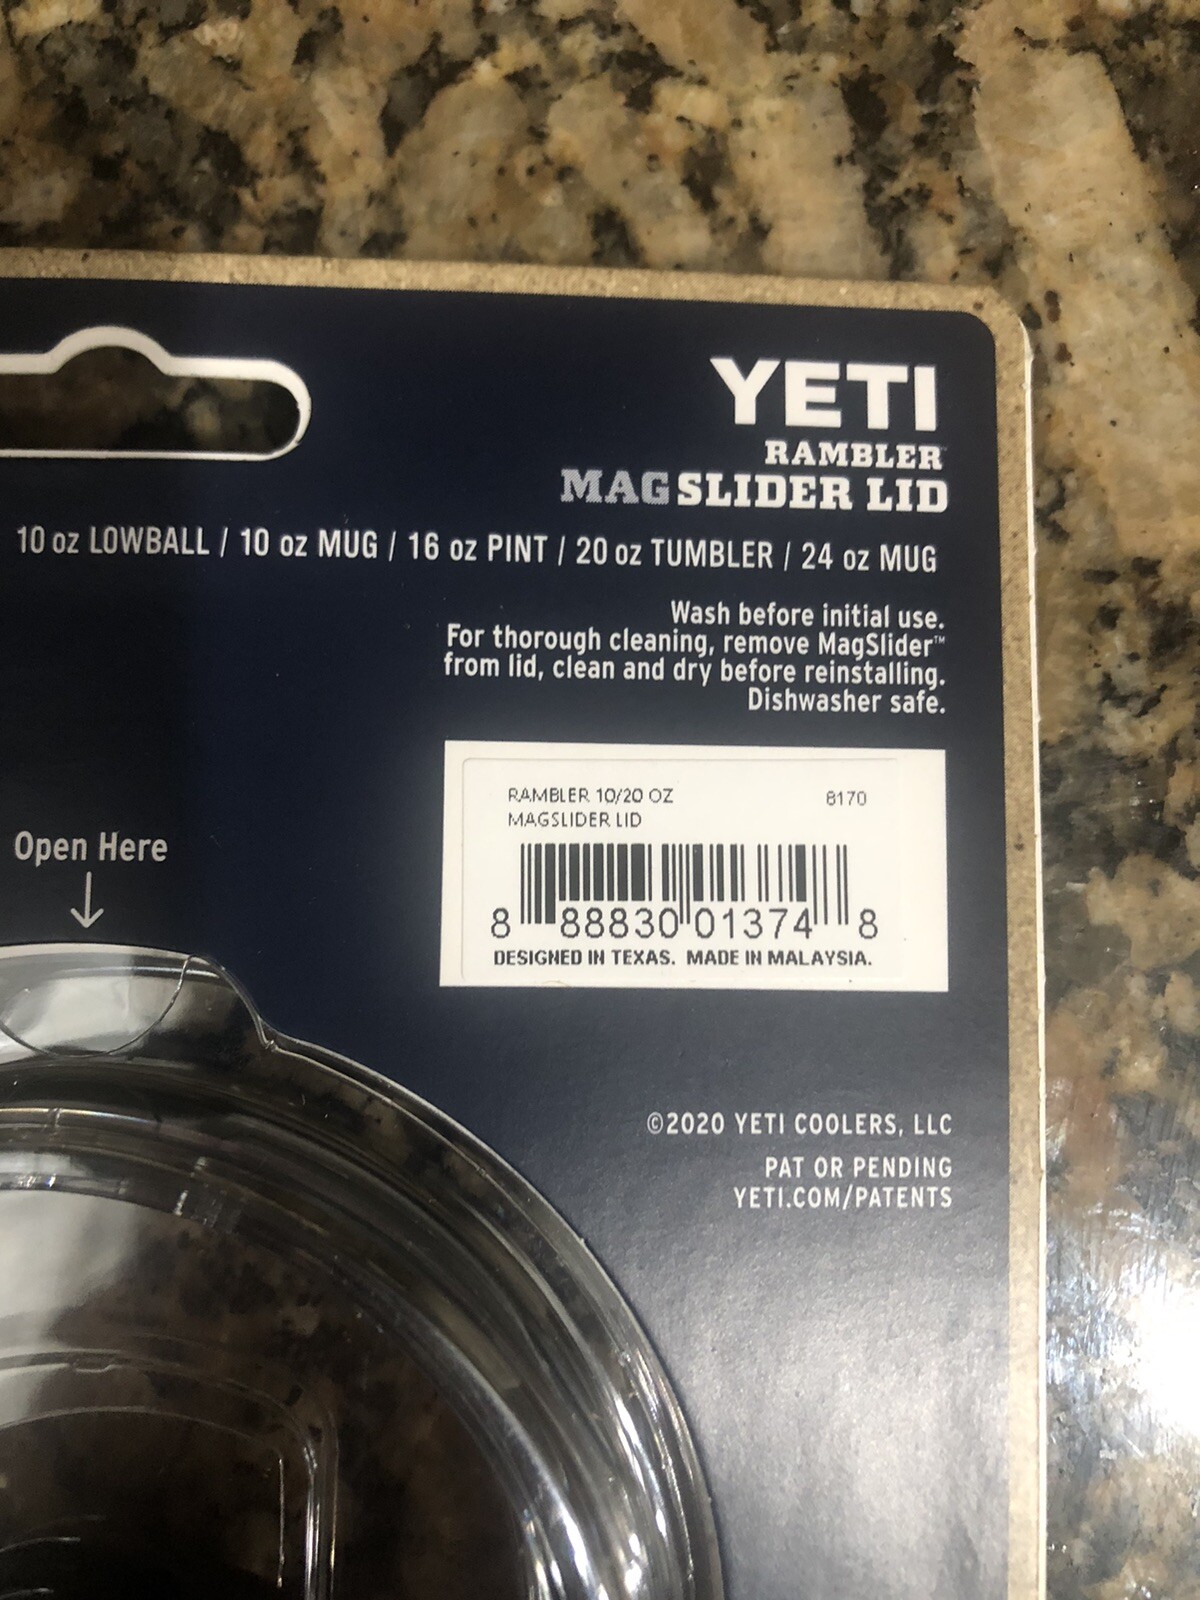 YETI
RAMBLER
MAGSLIDER LID
10 oz LOWBALL / 10 oz MUG / 16 oz PINT / 20 oz TUMBLER / 24 oz MUG
Wash before initial use.
For thorough cleaning, remove MagSlider™
from lid, clean and dry before reinstalling.
Dishwasher safe.
RAMBLER 10/20 OZ 8170
MAGSLIDER LID
8 88830 01374 8
DESIGNED IN TEXAS. MADE IN MALAYSIA.
Open Here
©2020 YETI COOLERS, LLC
PAT OR PENDING
YETI.COM/PATENTS